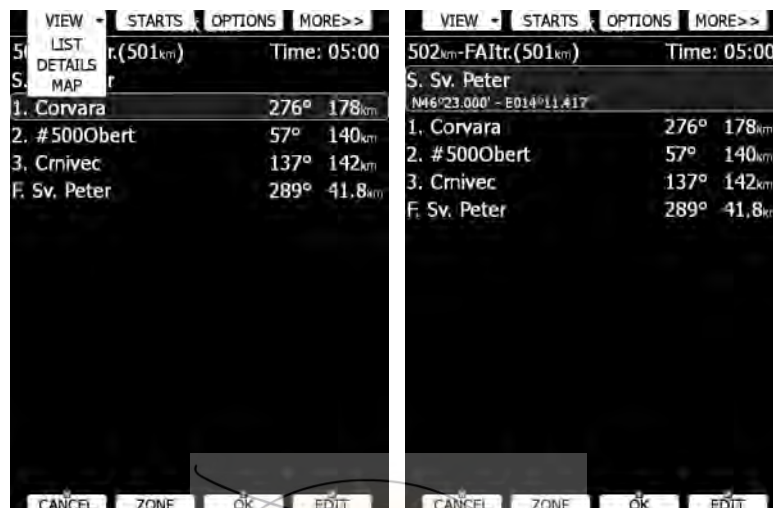 VIEW STARTS OPTIONS MORE>>
LIST
DETAILS
MAP
50 r.(501km) Time: 05:00
S. r
1. Corvara 276° 178km
2. #500Obert 57° 140km
3. Crnivec 137° 142km
F. Sv. Peter 289° 41.8km
CANCEL ZONE OK EDIT
VIEW STARTS OPTIONS MORE>>
502km-FAItr.(501km) Time: 05:00
S. Sv. Peter
N46°23.000' - E014°11.417'
1. Corvara 276° 178km
2. #500Obert 57° 140km
3. Crnivec 137° 142km
F. Sv. Peter 289° 41,8km
CANCEL ZONE OK EDIT